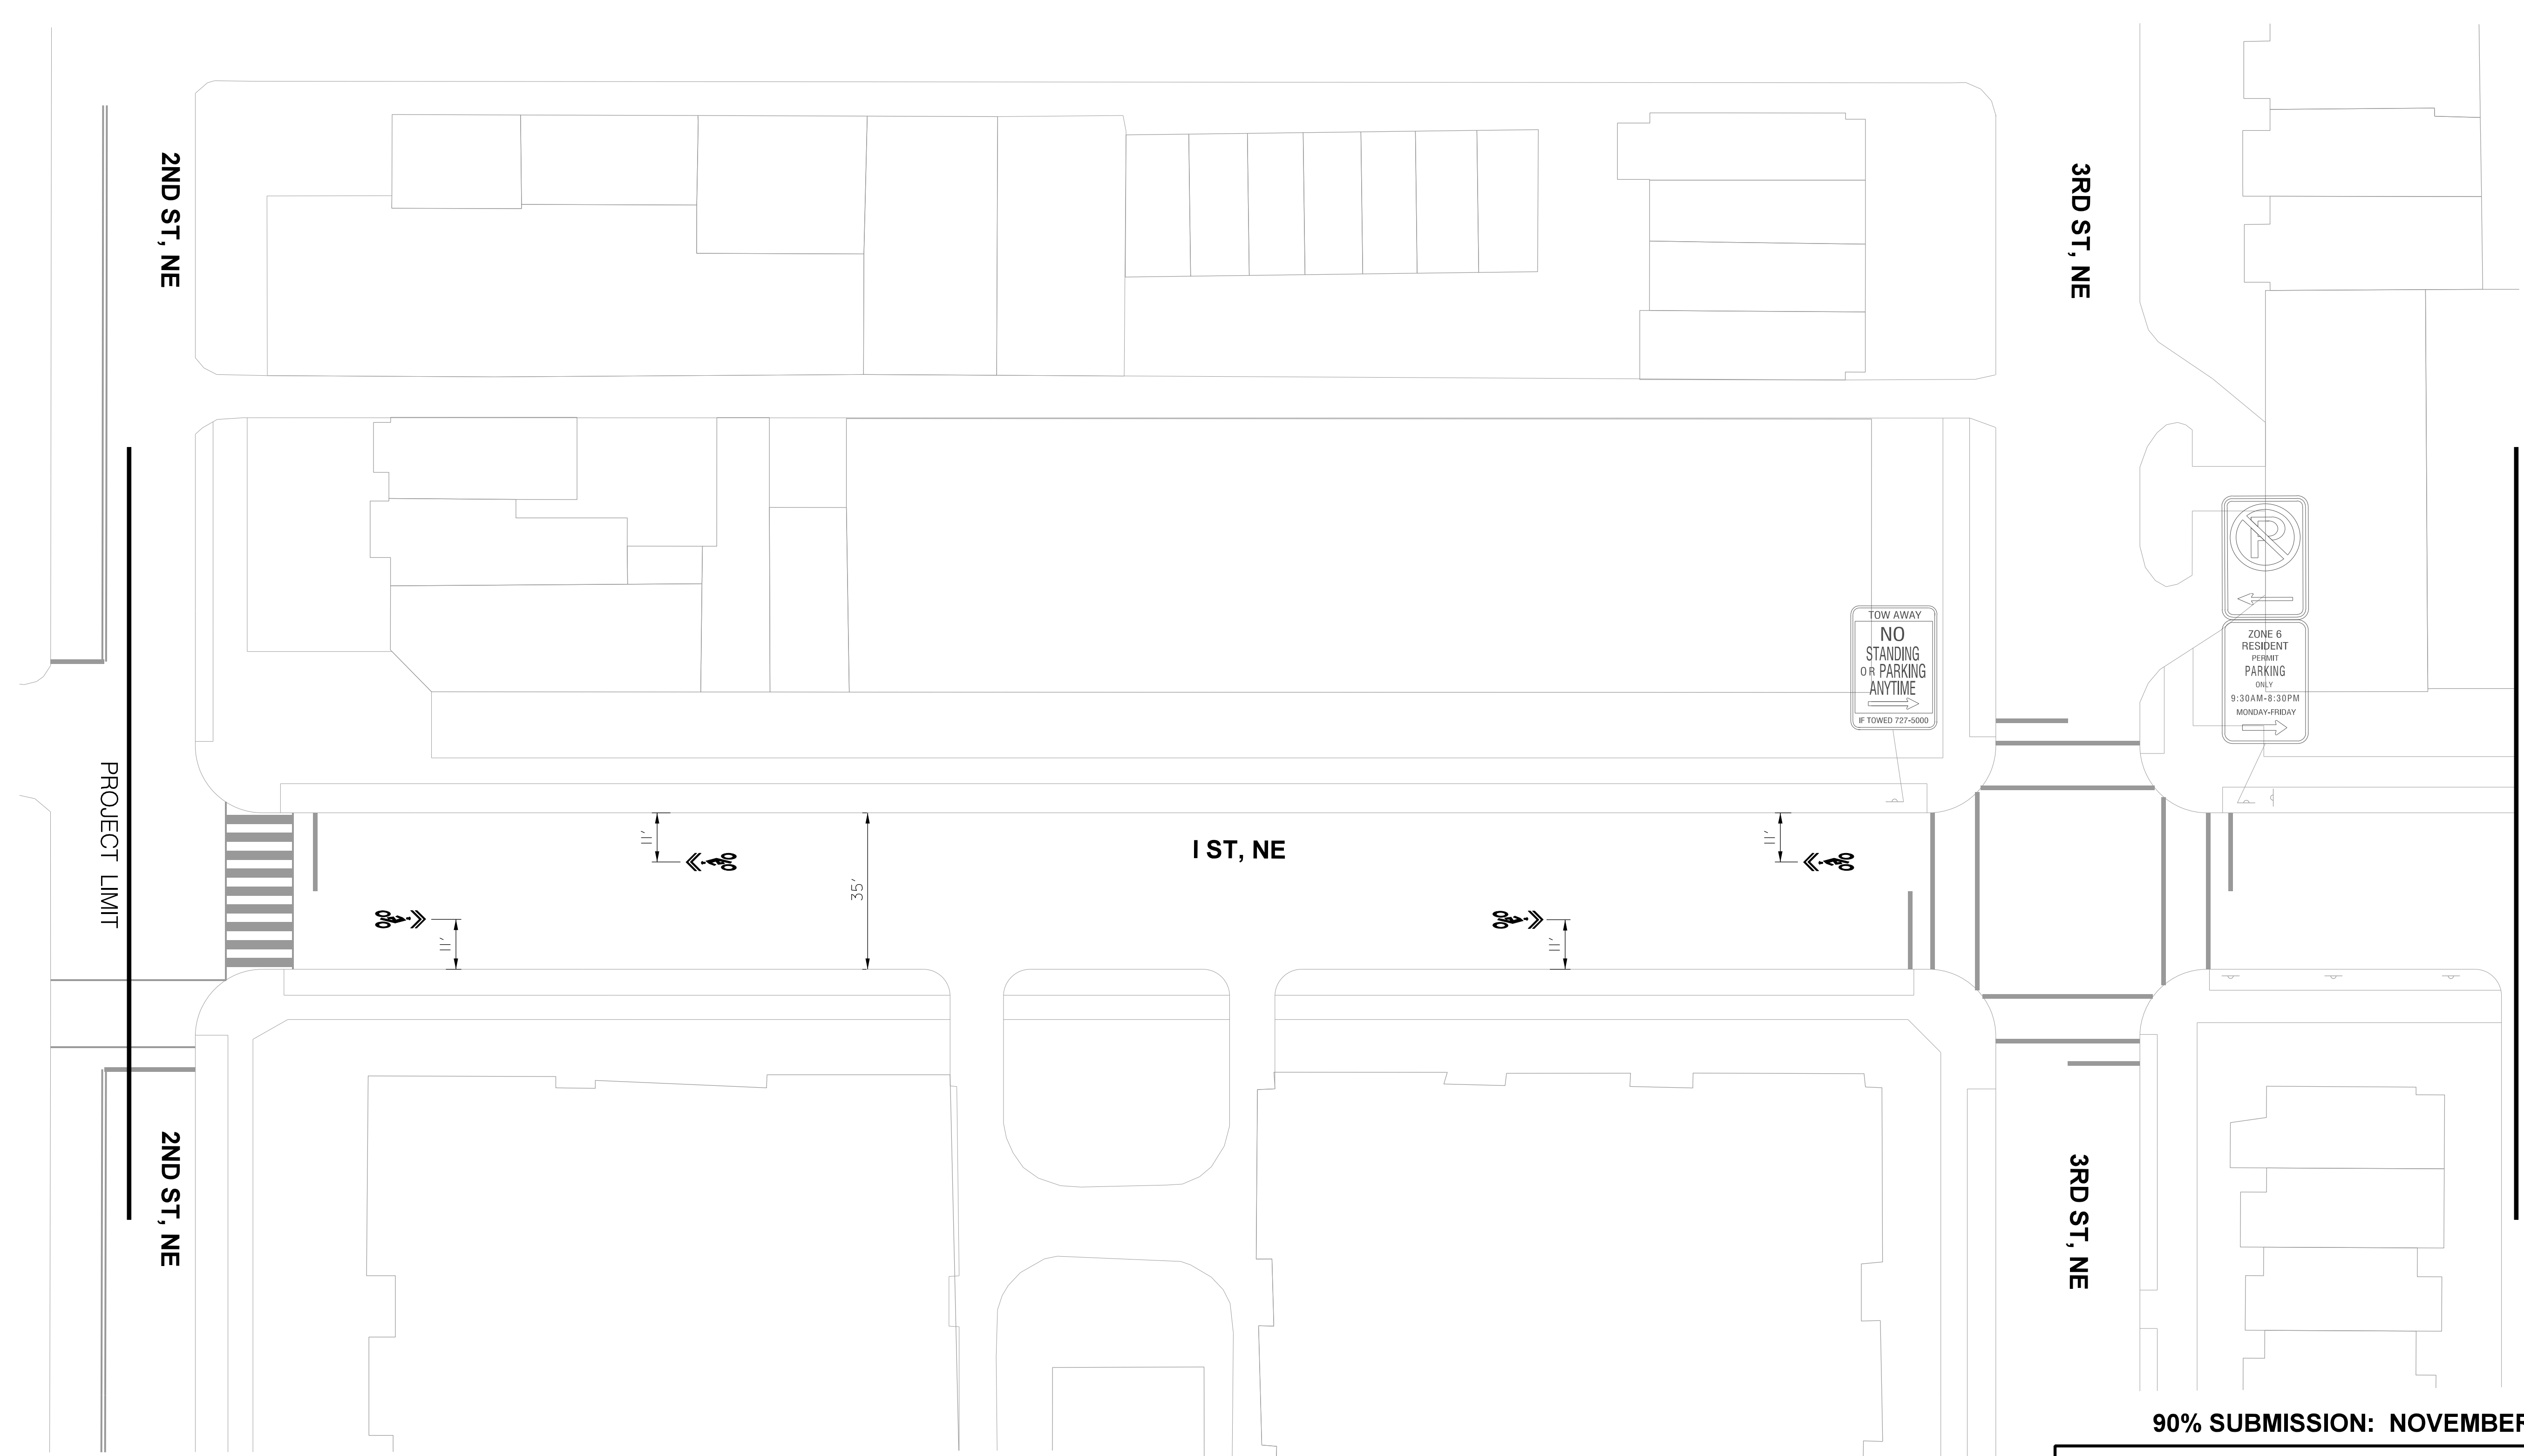 2ND ST, NE
3RD ST, NE
P
TOW AWAY
NO
STANDING
OR PARKING
ANYTIME
IF TOWED 727-5000
ZONE 6
RESIDENT
PERMIT
PARKING
ONLY
9:30AM-8:30PM
MONDAY-FRIDAY
PROJECT LIMIT
11'
35'
I ST, NE
11'
11'
11'
2ND ST, NE
3RD ST, NE
90% SUBMISSION: NOVEMBER